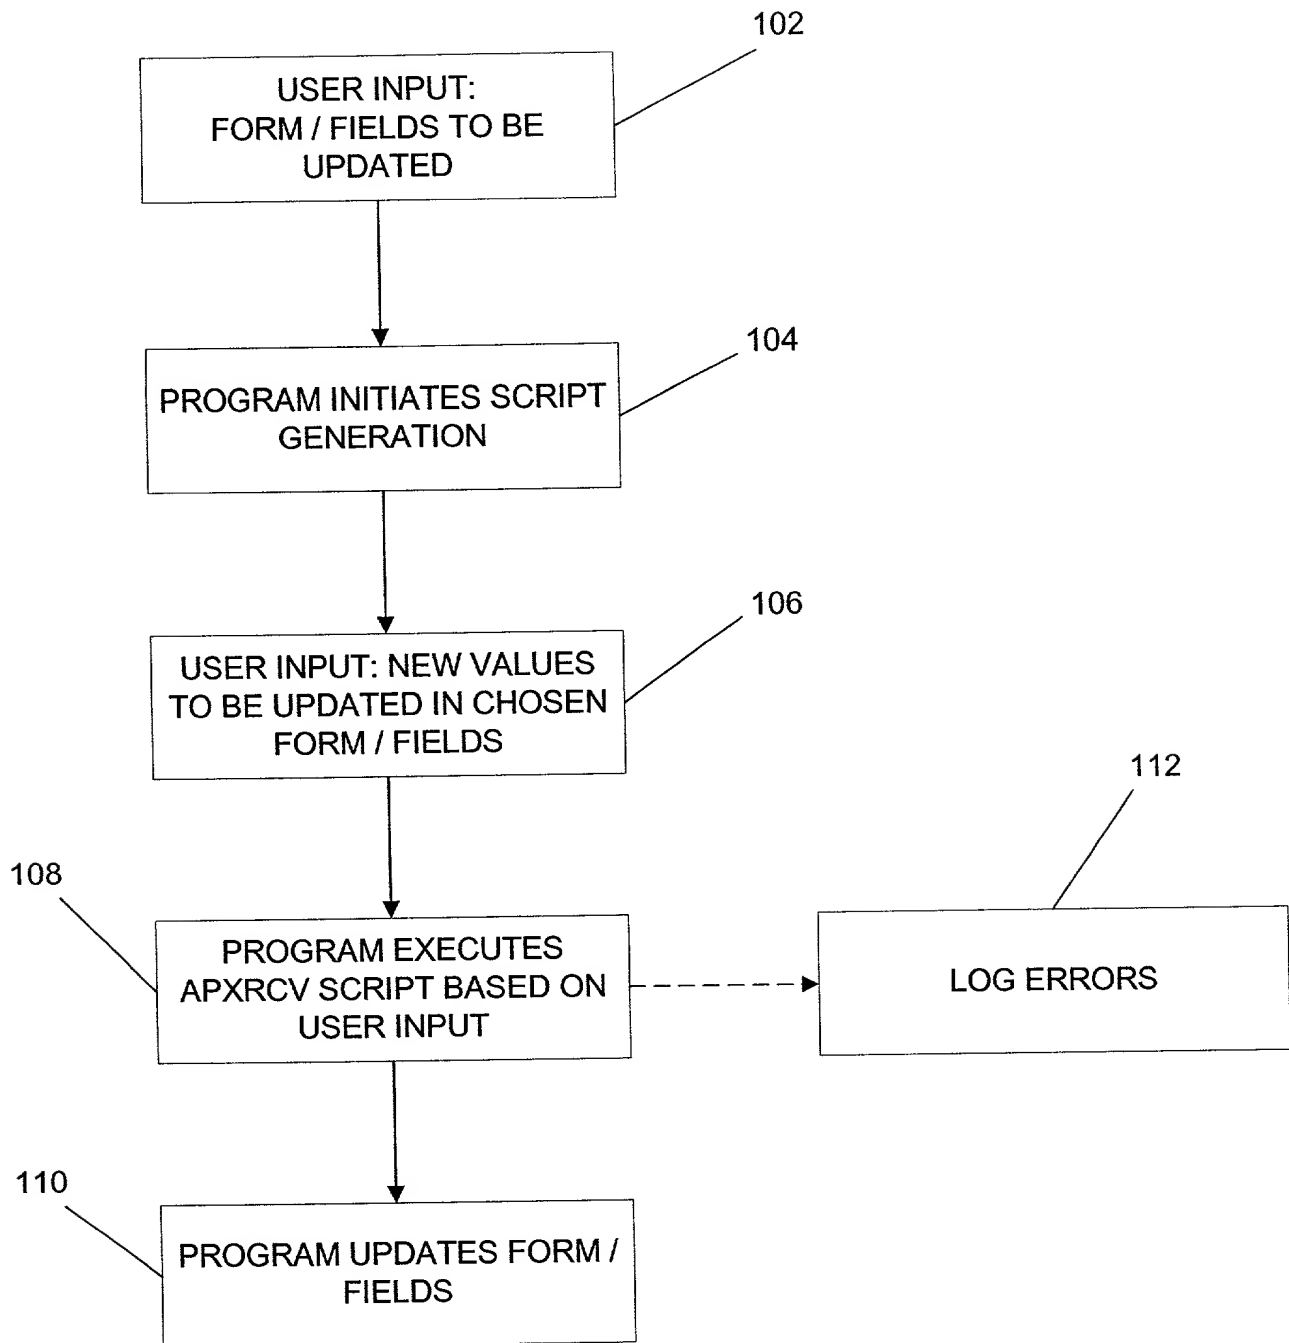 102
USER INPUT:
FORM / FIELDS TO BE
UPDATED
104
PROGRAM INITIATES SCRIPT
GENERATION
106
USER INPUT: NEW VALUES
TO BE UPDATED IN CHOSEN
FORM / FIELDS
112
108
PROGRAM EXECUTES
APXRCV SCRIPT BASED ON
USER INPUT
LOG ERRORS
110
PROGRAM UPDATES FORM /
FIELDS